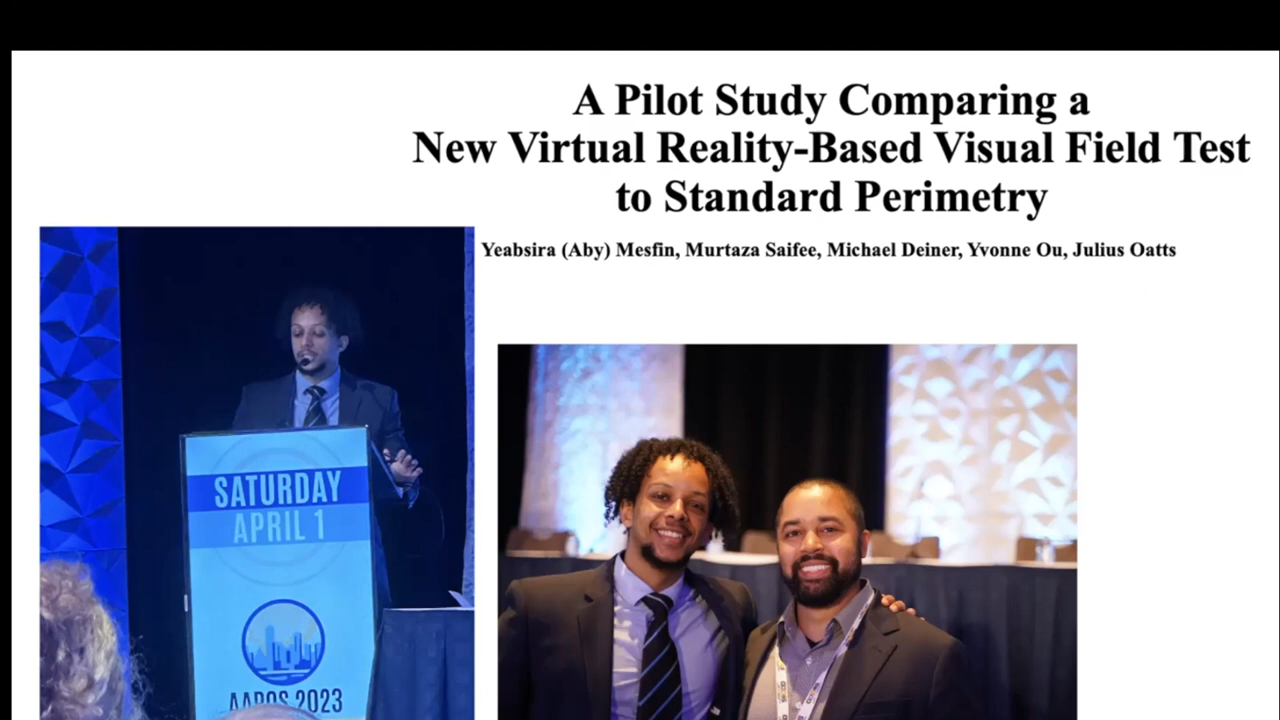 A Pilot Study Comparing a
New Virtual Reality-Based Visual Field Test
to Standard Perimetry
Yeabsira (Aby) Mesfin, Murtaza Saifee, Michael Deiner, Yvonne Ou, Julius Oatts
SATURDAY
APRIL 1
AAPOS 2023